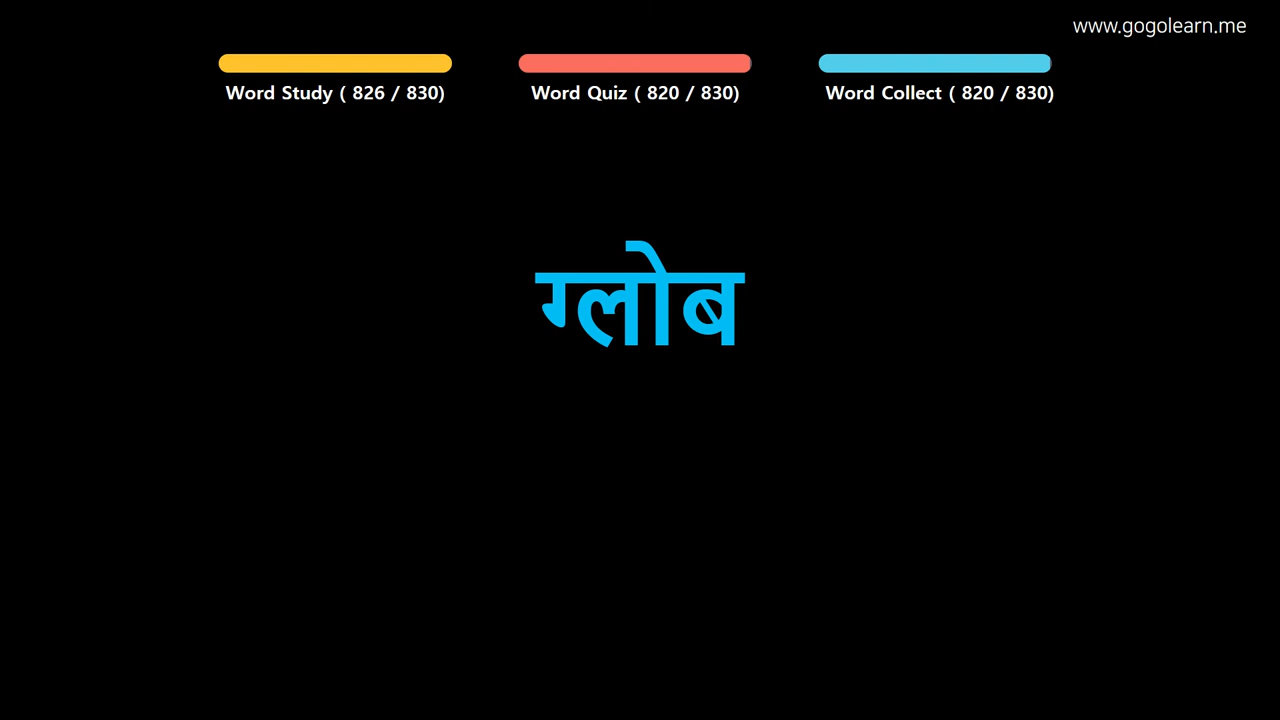 www.gogolearn.me
Word Study ( 826 / 830)
Word Quiz ( 820 / 830)
Word Collect ( 820 / 830)
ग्लोब